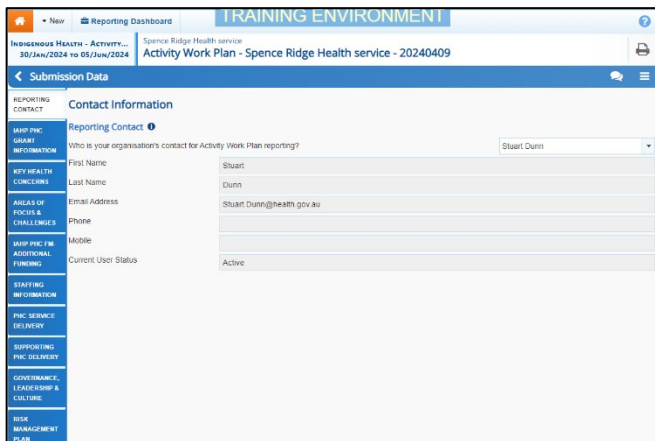 TRAINING ENVIRONMENT
New
Reporting Dashboard
INDIGENOUS HEALTH - ACTIVITY...
30/JAN/2024 TO 05/JUN/2024
Spence Ridge Health service
Activity Work Plan - Spence Ridge Health service - 20240409
Submission Data
REPORTING
CONTACT
IAHP PHC
GRANT
INFORMATION
KEY HEALTH
CONCERNS
AREAS OF
FOCUS &
CHALLENGES
IAHP PHC FM-
ADDITIONAL
FUNDING
STAFFING
INFORMATION
PHC SERVICE
DELIVERY
SUPPORTING
PHC DELIVERY
GOVERNANCE,
LEADERSHIP &
CULTURE
RISK
MANAGEMENT
PLAN
Contact Information
Reporting Contact
Who is your organisation's contact for Activity Work Plan reporting? Stuart Dunn
First Name Stuart
Last Name Dunn
Email Address Stuart.Dunn@health.gov.au
Phone
Mobile
Current User Status Active